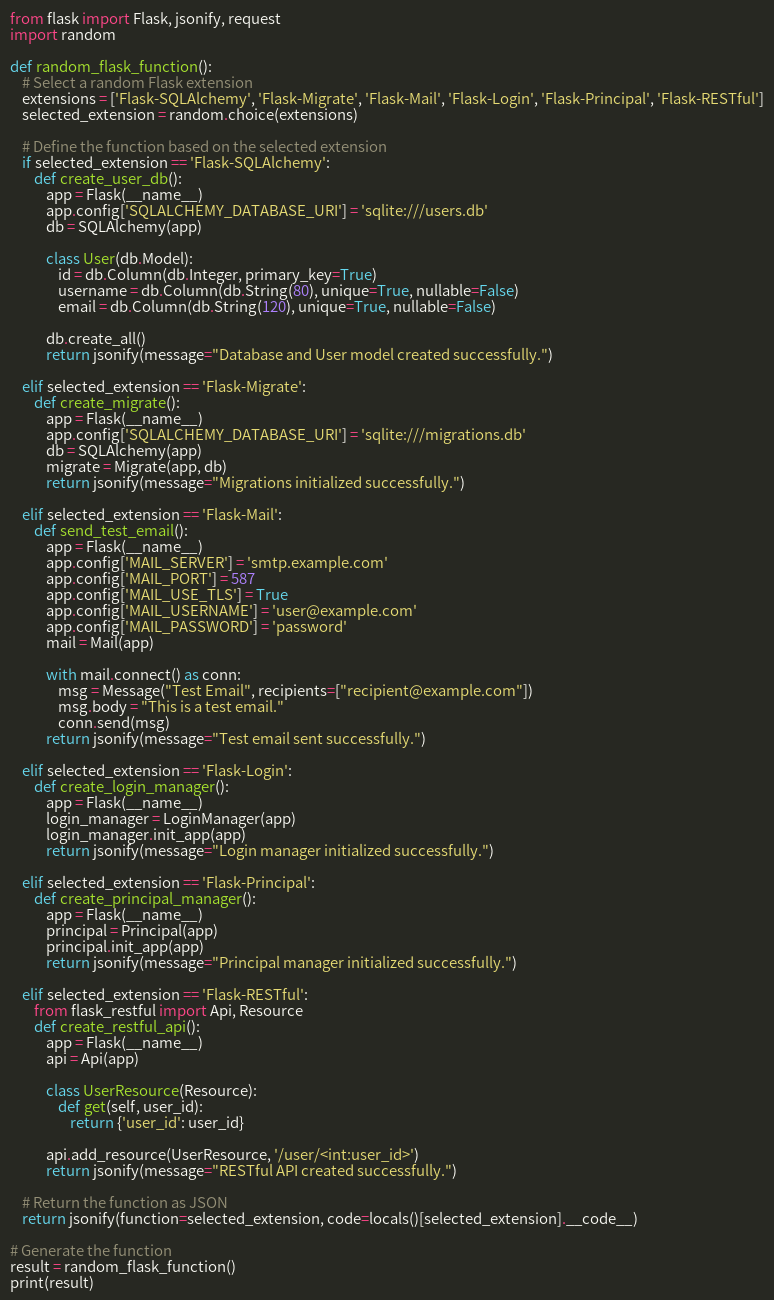 from flask import Flask, jsonify, request
import random

def random_flask_function():
    # Select a random Flask extension
    extensions = ['Flask-SQLAlchemy', 'Flask-Migrate', 'Flask-Mail', 'Flask-Login', 'Flask-Principal', 'Flask-RESTful']
    selected_extension = random.choice(extensions)

    # Define the function based on the selected extension
    if selected_extension == 'Flask-SQLAlchemy':
        def create_user_db():
            app = Flask(__name__)
            app.config['SQLALCHEMY_DATABASE_URI'] = 'sqlite:///users.db'
            db = SQLAlchemy(app)

            class User(db.Model):
                id = db.Column(db.Integer, primary_key=True)
                username = db.Column(db.String(80), unique=True, nullable=False)
                email = db.Column(db.String(120), unique=True, nullable=False)

            db.create_all()
            return jsonify(message="Database and User model created successfully.")

    elif selected_extension == 'Flask-Migrate':
        def create_migrate():
            app = Flask(__name__)
            app.config['SQLALCHEMY_DATABASE_URI'] = 'sqlite:///migrations.db'
            db = SQLAlchemy(app)
            migrate = Migrate(app, db)
            return jsonify(message="Migrations initialized successfully.")

    elif selected_extension == 'Flask-Mail':
        def send_test_email():
            app = Flask(__name__)
            app.config['MAIL_SERVER'] = 'smtp.example.com'
            app.config['MAIL_PORT'] = 587
            app.config['MAIL_USE_TLS'] = True
            app.config['MAIL_USERNAME'] = 'user@example.com'
            app.config['MAIL_PASSWORD'] = 'password'
            mail = Mail(app)

            with mail.connect() as conn:
                msg = Message("Test Email", recipients=["recipient@example.com"])
                msg.body = "This is a test email."
                conn.send(msg)
            return jsonify(message="Test email sent successfully.")

    elif selected_extension == 'Flask-Login':
        def create_login_manager():
            app = Flask(__name__)
            login_manager = LoginManager(app)
            login_manager.init_app(app)
            return jsonify(message="Login manager initialized successfully.")

    elif selected_extension == 'Flask-Principal':
        def create_principal_manager():
            app = Flask(__name__)
            principal = Principal(app)
            principal.init_app(app)
            return jsonify(message="Principal manager initialized successfully.")

    elif selected_extension == 'Flask-RESTful':
        from flask_restful import Api, Resource
        def create_restful_api():
            app = Flask(__name__)
            api = Api(app)

            class UserResource(Resource):
                def get(self, user_id):
                    return {'user_id': user_id}

            api.add_resource(UserResource, '/user/<int:user_id>')
            return jsonify(message="RESTful API created successfully.")

    # Return the function as JSON
    return jsonify(function=selected_extension, code=locals()[selected_extension].__code__)

# Generate the function
result = random_flask_function()
print(result)